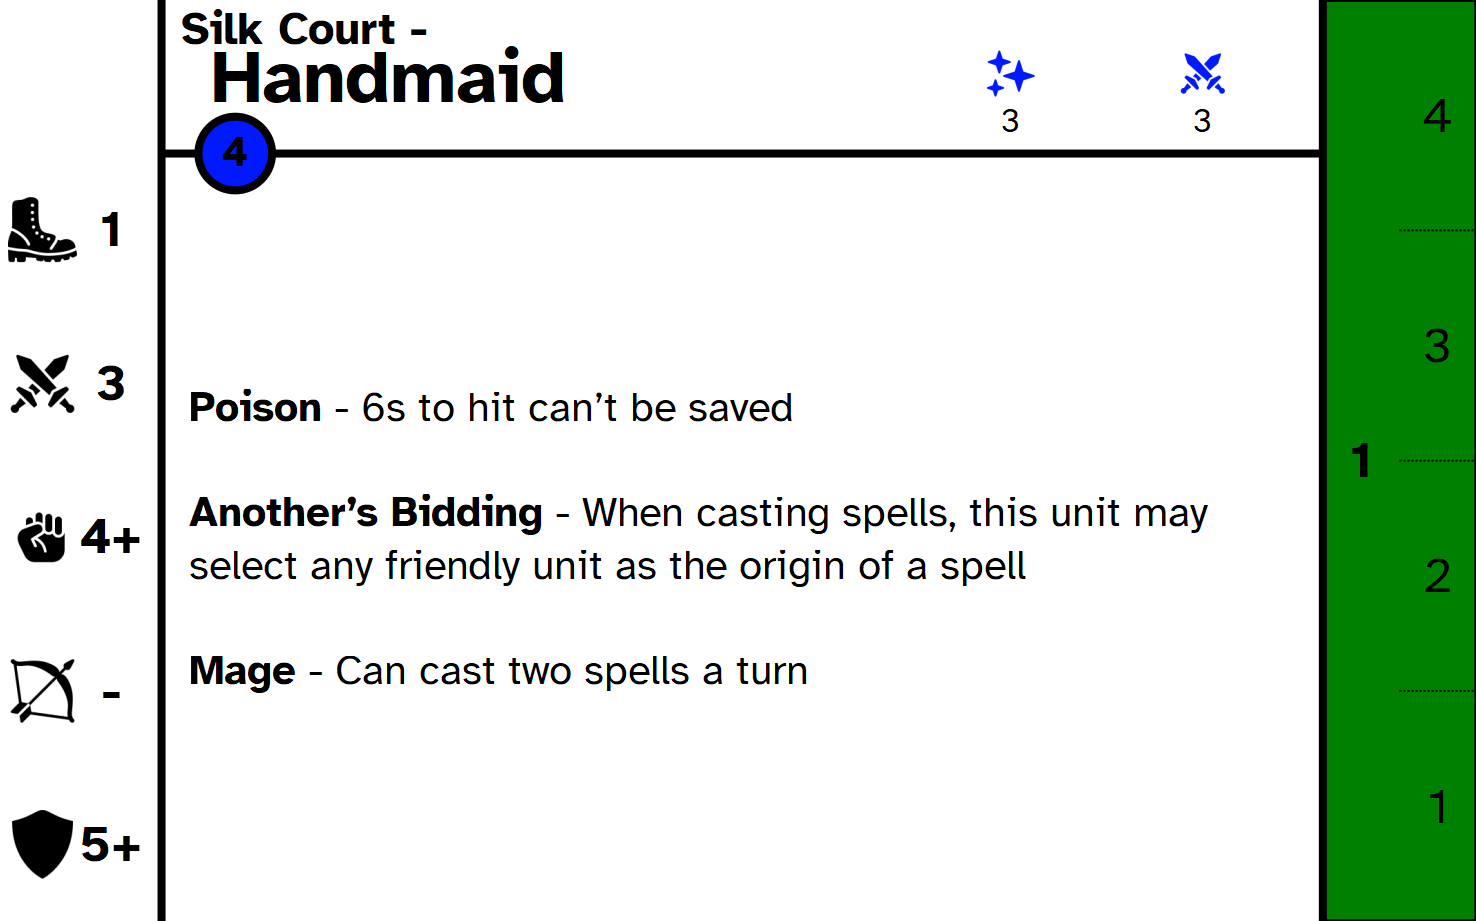 Silk Court -
Handmaid
3
3
4
1
3
4+
-
5+
Poison - 6s to hit can’t be saved
Another’s Bidding - When casting spells, this unit may
select any friendly unit as the origin of a spell
Mage - Can cast two spells a turn
1
4
3
2
1